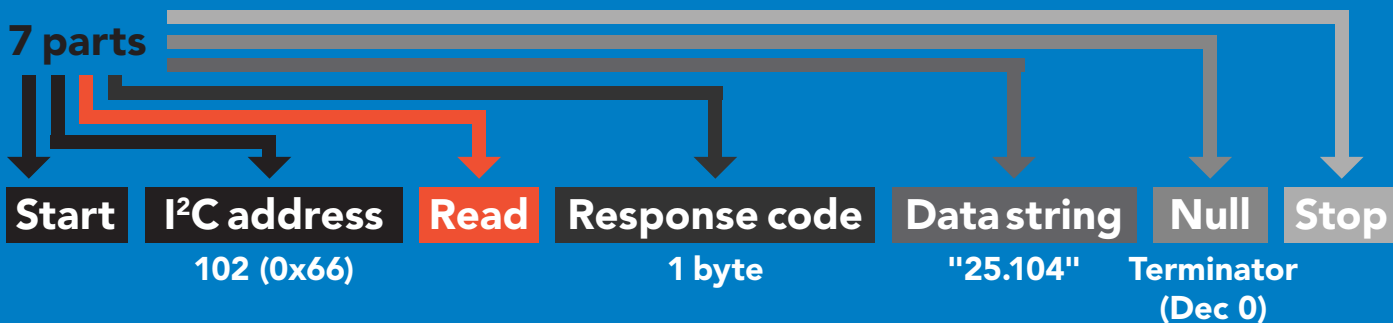 7 parts
Start I²C address Read Response code Data string Null Stop
102 (0x66) 1 byte "25.104" Terminator
(Dec 0)